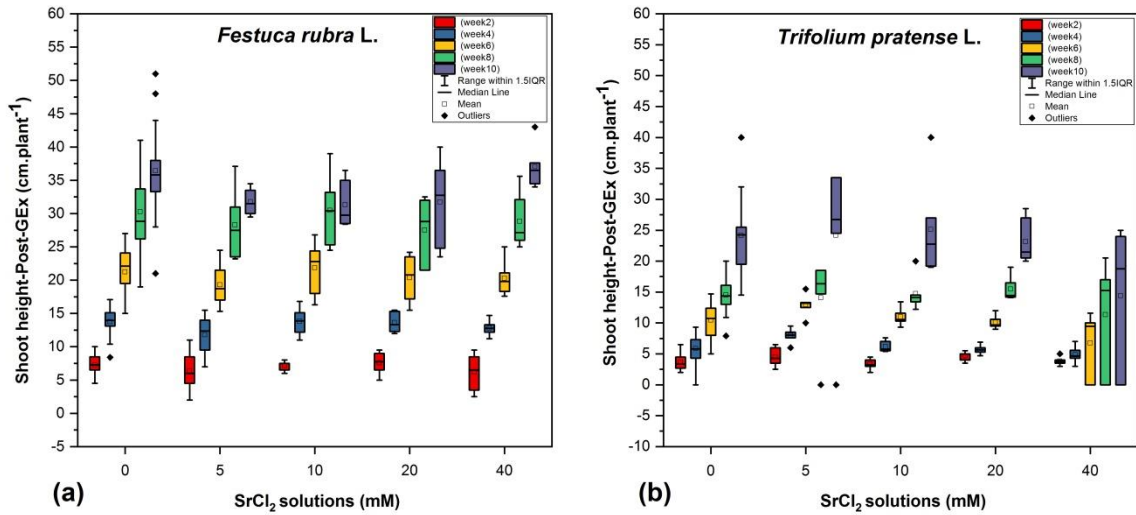 Festuca rubra L.
(week2)
(week4)
(week6)
(week8)
(week10)
Range within 1.5IQR
Median Line
Mean
Outliers
Shoot height-Post-GEx (cm.plant⁻¹)
60
55
50
45
40
35
30
25
20
15
10
5
0
-5
0 5 10 20 40
SrCl₂ solutions (mM)
(a)
Trifolium pratense L.
(week2)
(week4)
(week6)
(week8)
(week10)
Range within 1.5IQR
Median Line
Mean
Outliers
Shoot height-Post-GEx (cm.plant⁻¹)
60
55
50
45
40
35
30
25
20
15
10
5
0
-5
-10
0 5 10 20 40
SrCl₂ solutions (mM)
(b)